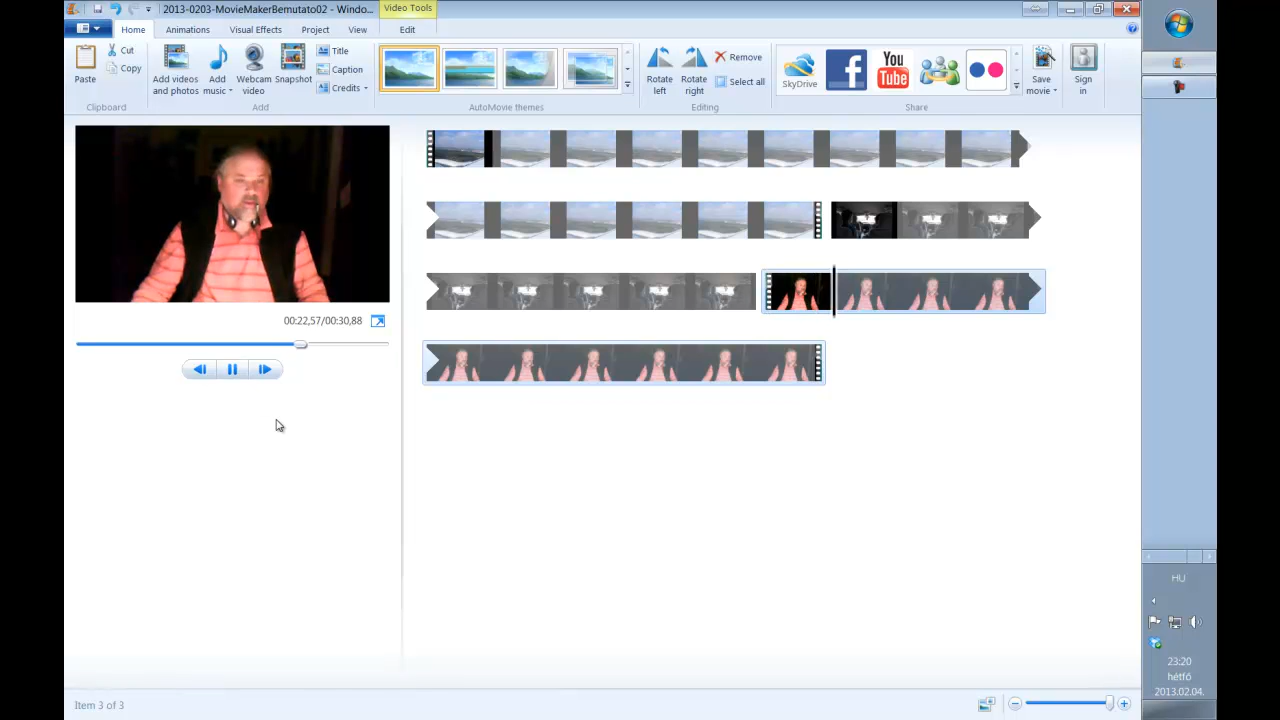 2013-0203-MovieMakerBemutato02 - Windo...
Video Tools
Home
Animations
Visual Effects
Project
View
Edit
Paste
Cut
Copy
Clipboard
Add videos
and photos
Add
music
Webcam
video
Snapshot
Title
Caption
Credits
Add
AutoMovie themes
Rotate
left
Rotate
right
Remove
Select all
Editing
SkyDrive
f
You
Tube
Share
Save
movie
Sign
in
00:22,57/00:30,88
Item 3 of 3
HU
23:20
hétfő
2013.02.04.